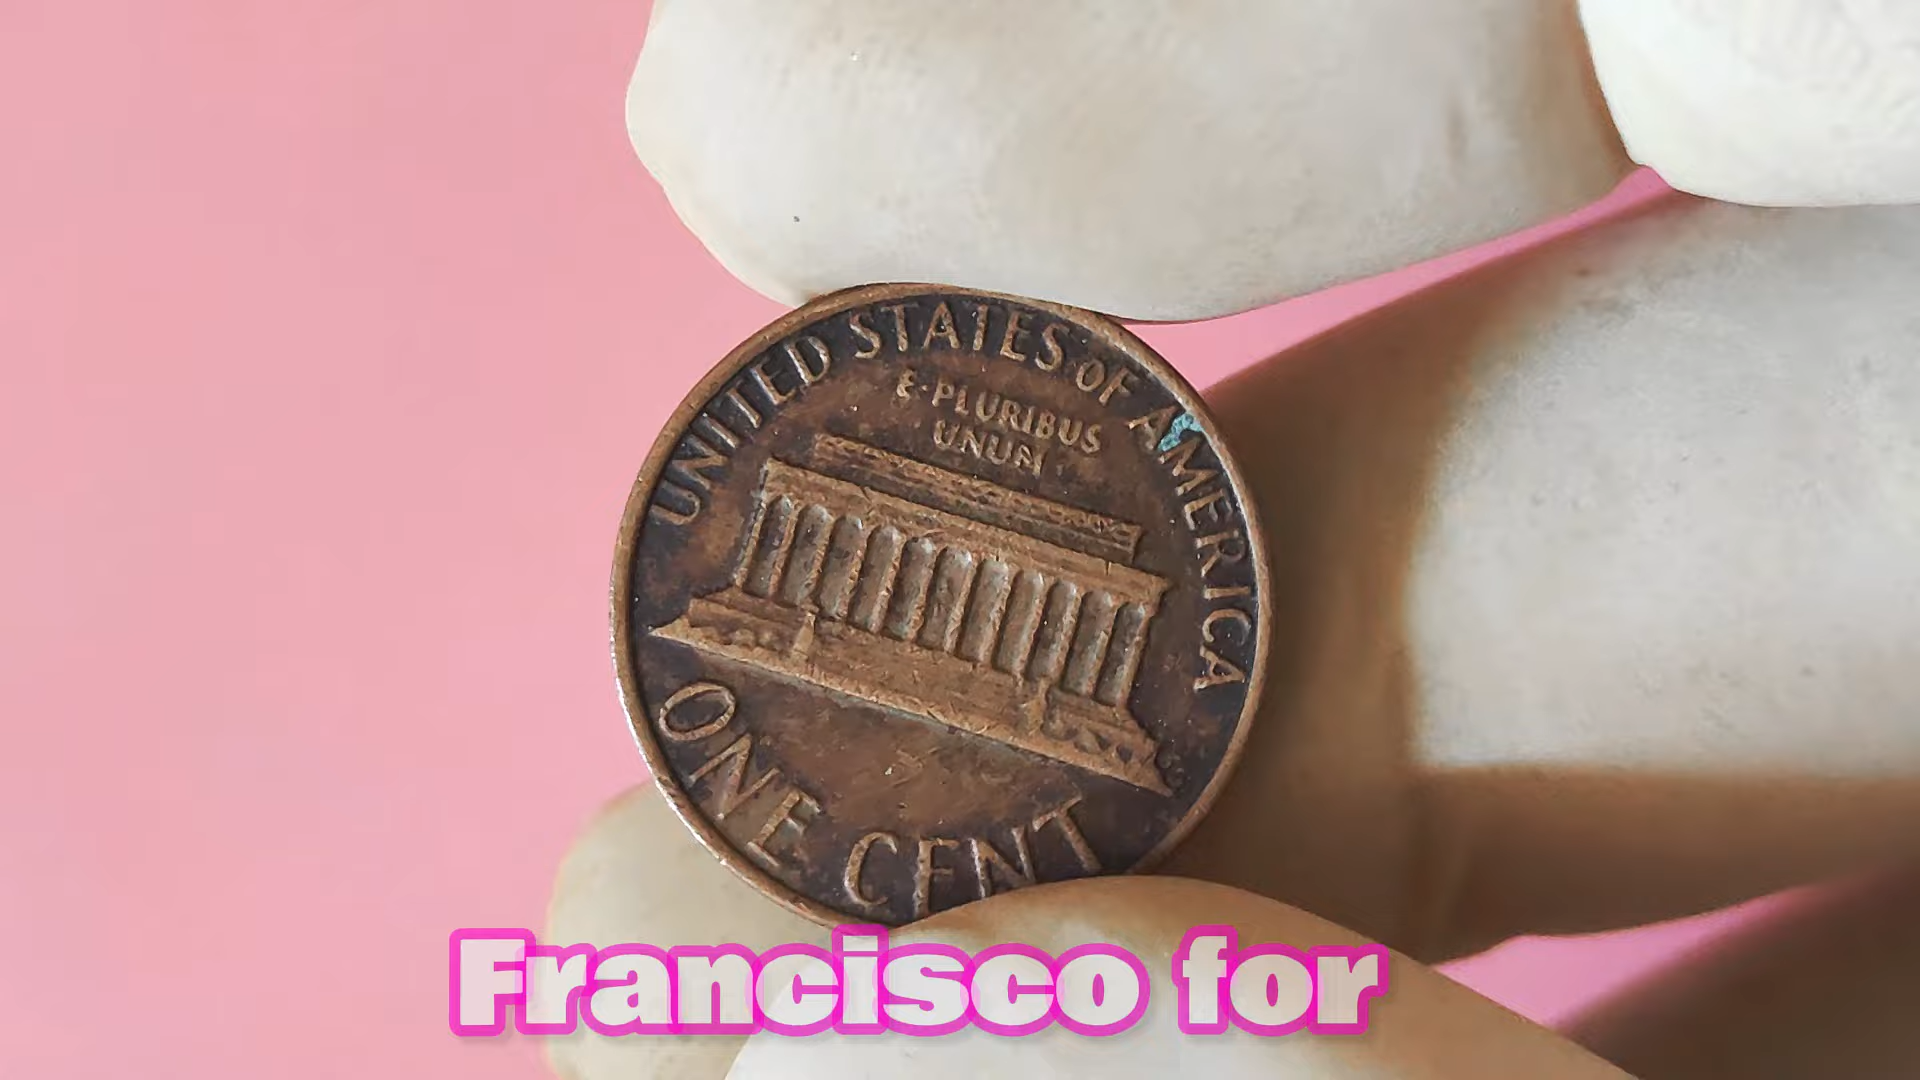 UNITED STATES OF AMERICA
E·PLURIBUS
UNUM
ONE CENT
Francisco for